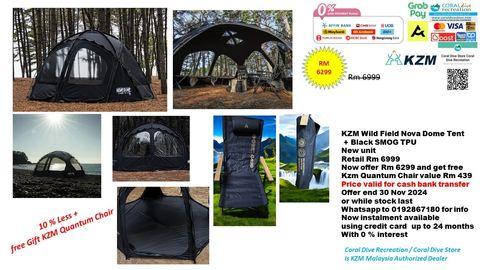 0%
AFFIN BANK
UOB
Maybank
Grab
Pay
CORALdive
recreation
VISA
Boost
RM
6299
Rm 6999
KZM
Coral Dive Store Coral
Dive Recreation
KZM Wild Field Nova Dome Tent
+ Black SMOG TPU
New unit
Retail Rm 6999
Now offer Rm 6299 and get free
Kzm Quantum Chair value RM 439
Price valid for cash bank transfer
Offer end 30 Nov 2024
or while stock last
Whatsapp to 0192867180 for info
Now instalment available
using credit card up to 24 months
With 0 % interest
10 % Less +
free Gift KZM Quantum Chair
Coral Dive Recreation / Coral Dive Store
Is KZM Malaysia Authorized Dealer